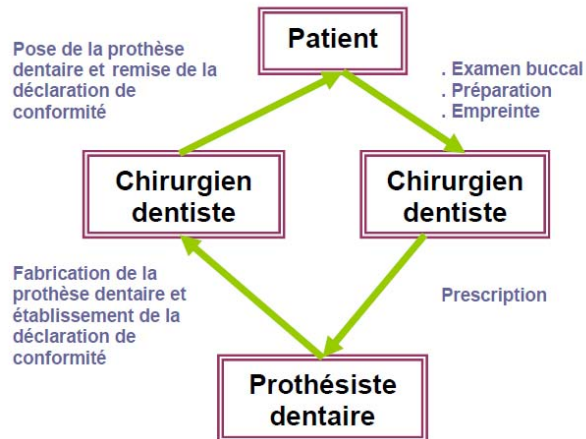 Patient
Pose de la prothèse
dentaire et remise de la
déclaration de
conformité
. Examen buccal
. Préparation
. Empreinte
Chirurgien
dentiste
Chirurgien
dentiste
Fabrication de la
prothèse dentaire et
établissement de la
déclaration de
conformité
Prescription
Prothésiste
dentaire